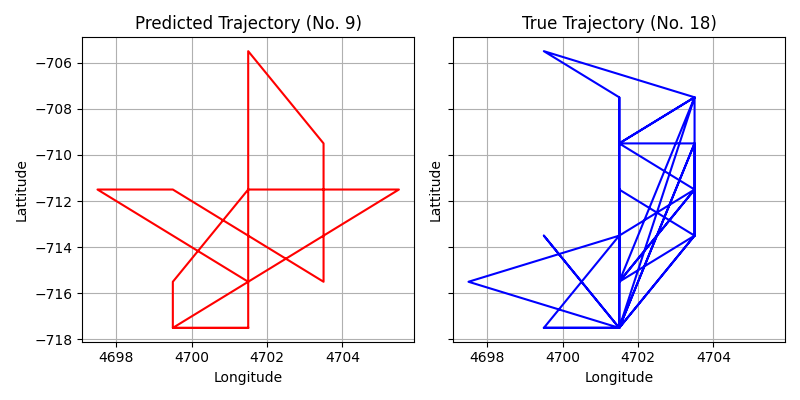 Predicted Trajectory (No. 9)
True Trajectory (No. 18)
−706
−708
−710
−712
−714
−716
−718
Lattitude
Lattitude
4698 4700 4702 4704
4698 4700 4702 4704
Longitude
Longitude